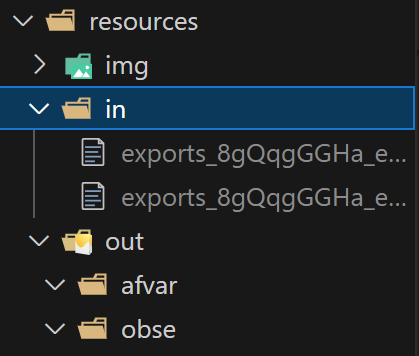 resources
img
in
exports_8gQqgGGHa_e...
exports_8gQqgGGHa_e...
out
afvar
obse